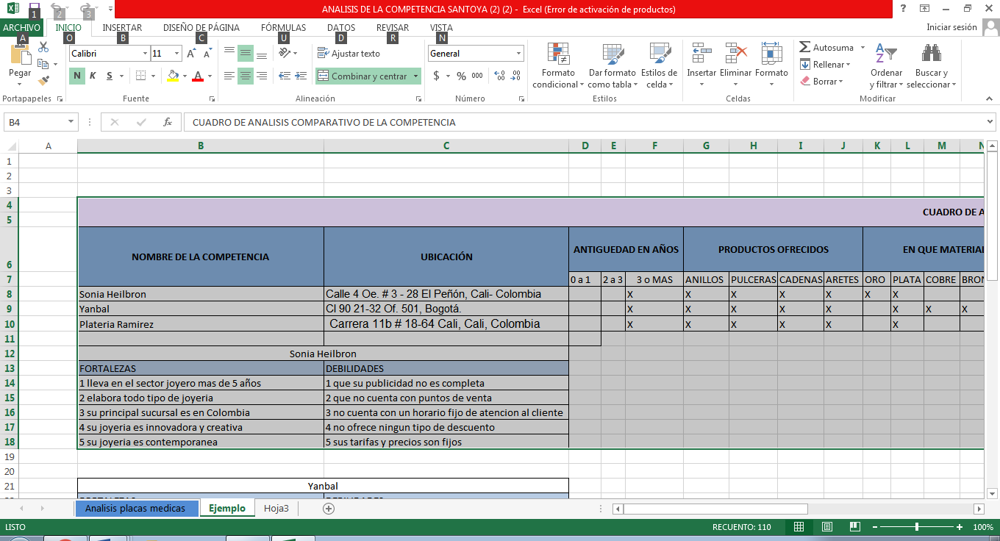 ANALISIS DE LA COMPETENCIA SANTOYA (2) (2) - Excel (Error de activación de productos)
1 2 3 ?
ARCHIVO INICIO INSERTAR DISEÑO DE PÁGINA FÓRMULAS DATOS REVISAR VISTA Iniciar sesión
A O B C U D R N
Calibri 11 Ajustar texto General Autosuma
Pegar Rellenar
N K S Combinar y centrar $ % 000 Borrar
Formato condicional Dar formato como tabla Estilos de celda Insertar Eliminar Formato Ordenar y filtrar Buscar y seleccionar
Portapapeles Fuente Alineación Número Estilos Celdas Modificar
B4 fx CUADRO DE ANALISIS COMPARATIVO DE LA COMPETENCIA
A B C D E F G H I J K L M N
1
2
3
4
5 CUADRO DE A
6 NOMBRE DE LA COMPETENCIA UBICACIÓN ANTIGUEDAD EN AÑOS PRODUCTOS OFRECIDOS EN QUE MATERIAL
7 0 a 1 2 a 3 3 o MAS ANILLOS PULCERAS CADENAS ARETES ORO PLATA COBRE BRON
8 Sonia Heilbron Calle 4 Oe. # 3 - 28 El Peñón, Cali- Colombia X X X X X X X
9 Yanbal Cl 90 21-32 Of. 501, Bogotá. X X X X X X X X
10 Plateria Ramirez Carrera 11b # 18-64 Cali, Cali, Colombia X X X X X X
11
12 Sonia Heilbron
13 FORTALEZAS DEBILIDADES
14 1 lleva en el sector joyero mas de 5 años 1 que su publicidad no es completa
15 2 elabora todo tipo de joyeria 2 que no cuenta con puntos de venta
16 3 su principal sucursal es en Colombia 3 no cuenta con un horario fijo de atencion al cliente
17 4 su joyeria es innovadora y creativa 4 no ofrece ningun tipo de descuento
18 5 su joyeria es contemporanea 5 sus tarifas y precios son fijos
19
20
21 Yanbal
Analisis placas medicas Ejemplo Hoja3
LISTO RECUENTO: 110 100%